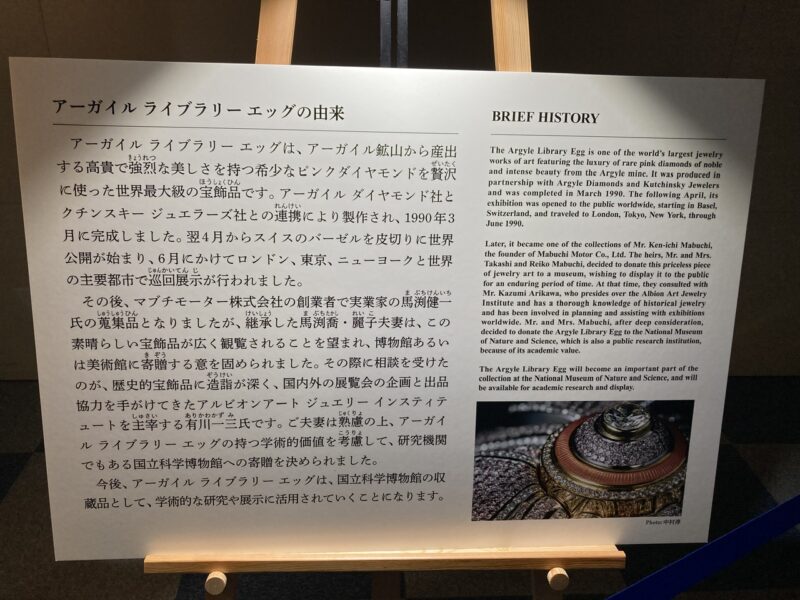 アーガイル ライブラリー エッグの由来
アーガイル ライブラリー エッグは、アーガイル鉱山から産出
する高貴で強烈な美しさを持つ希少なピンクダイヤモンドを贅沢
に使った世界最大級の宝飾品です。アーガイル ダイヤモンド社と
クチンスキー ジュエラーズ社との連携により製作され、1990年3
月に完成しました。翌4月からスイスのバーゼルを皮切りに世界
公開が始まり、6月にかけてロンドン、東京、ニューヨークと世界
の主要都市で巡回展示が行われました。
その後、マブチモーター株式会社の創業者で実業家の馬渕健一
氏の蒐集品となりましたが、継承した馬渕喬・麗子夫妻は、この
素晴らしい宝飾品が広く観覧されることを望まれ、博物館あるい
は美術館に寄贈する意を固められました。その際に相談を受けた
のが、歴史的宝飾品に造詣が深く、国内外の展覧会の企画と出品
協力を手がけてきたアルビオンアート ジュエリー インスティテ
ュートを主宰する有川一三氏です。ご夫妻は熟慮の上、アーガイ
ル ライブラリー エッグの持つ学術的価値を考慮して、研究機関
でもある国立科学博物館への寄贈を決められました。
今後、アーガイル ライブラリー エッグは、国立科学博物館の収
蔵品として、学術的な研究や展示に活用されていくことになります。
BRIEF HISTORY
The Argyle Library Egg is one of the world's largest jewelry
works of art featuring the luxury of rare pink diamonds of noble
and intense beauty from the Argyle mine. It was produced in
partnership with Argyle Diamonds and Kutchinsky Jewelers
and was completed in March 1990. The following April, its
exhibition was opened to the public worldwide, starting in Basel,
Switzerland, and traveled to London, Tokyo, New York, through
June 1990.
Later, it became one of the collections of Mr. Ken-ichi Mabuchi,
the founder of Mabuchi Motor Co., Ltd. The heirs, Mr. and Mrs.
Takashi and Reiko Mabuchi, decided to donate this priceless piece
of jewelry art to a museum, wishing to display it to the public
for an enduring period of time. At that time, they consulted with
Mr. Kazumi Arikawa, who presides over the Albion Art Jewelry
Institute and has a thorough knowledge of historical jewelry
and has been involved in planning and assisting with exhibitions
worldwide. Mr. and Mrs. Mabuchi, after deep consideration,
decided to donate the Argyle Library Egg to the National Museum
of Nature and Science, which is also a public research institution,
because of its academic value.
The Argyle Library Egg will become an important part of the
collection at the National Museum of Nature and Science, and will
be available for academic research and display.
Photo: 中村淳